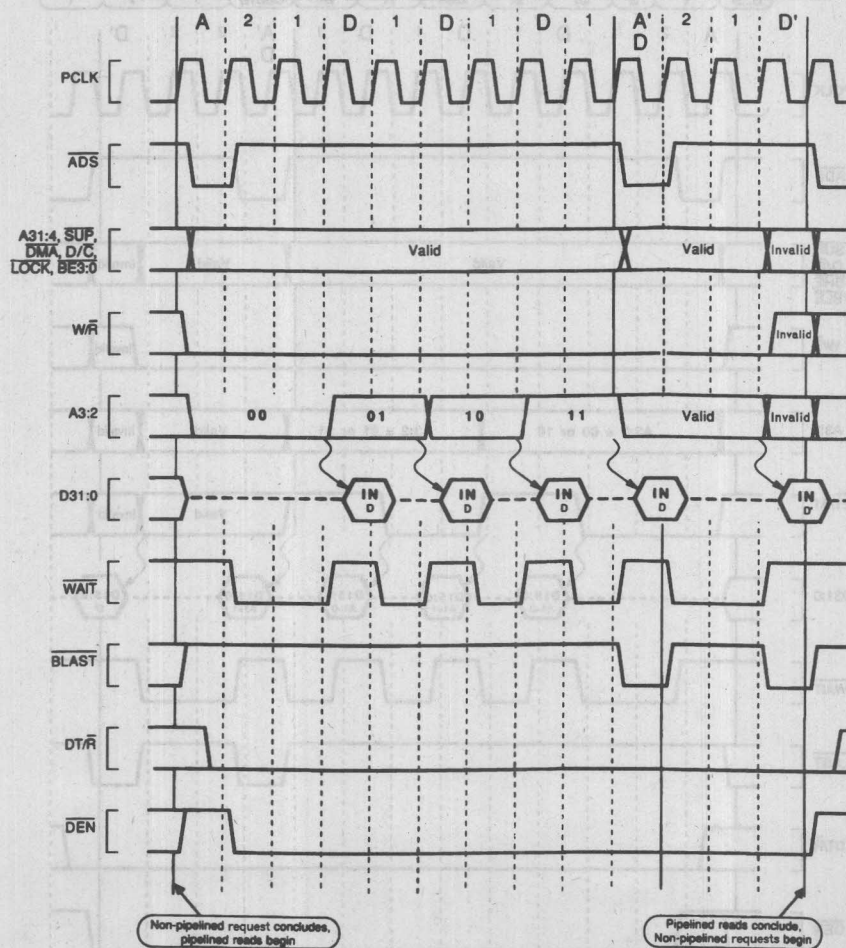 A 2 1 D 1 D 1 D 1 A' 2 1 D'
D
PCLK
ADS
A31:4, SUP,
DMA, D/C,
LOCK, BE3:0
Valid Valid Invalid
W/R
Invalid
A3:2
00 01 10 11 Valid Invalid
D31:0
IN IN IN IN IN
D D D D D'
WAIT
BLAST
DT/R
DEN
Non-pipelined request concludes,
pipelined reads begin
Pipelined reads conclude,
Non-pipelined requests begin